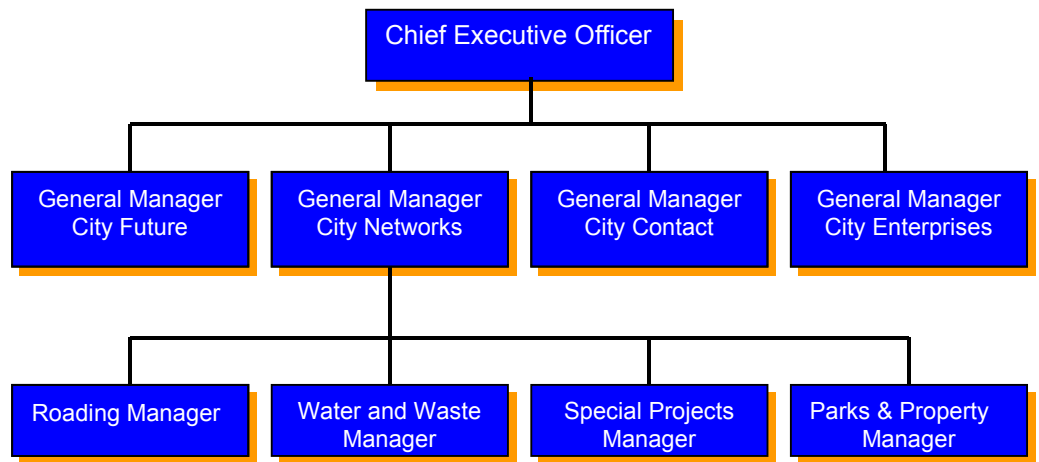 Chief Executive Officer
General Manager
City Future
General Manager
City Networks
General Manager
City Contact
General Manager
City Enterprises
Roading Manager
Water and Waste
Manager
Special Projects
Manager
Parks & Property
Manager